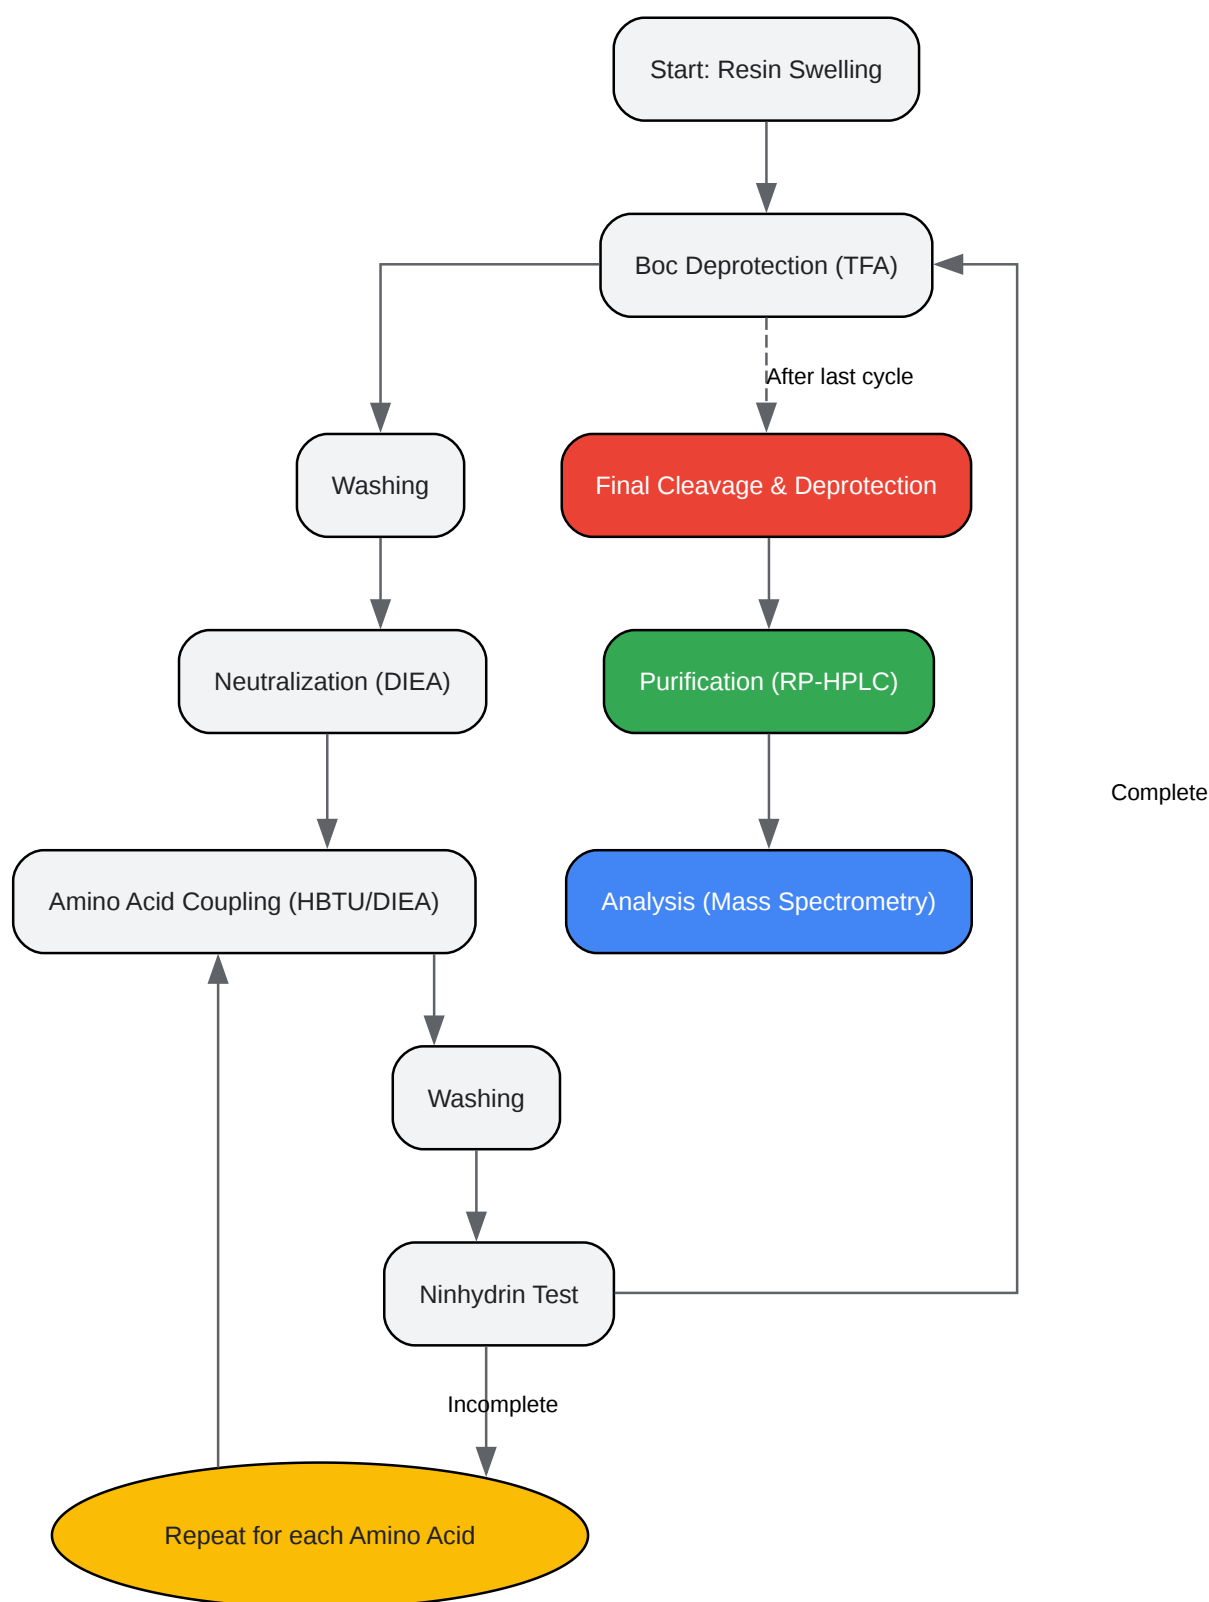 Start: Resin Swelling
Boc Deprotection (TFA)
After last cycle
Washing
Final Cleavage & Deprotection
Neutralization (DIEA)
Purification (RP-HPLC)
Complete
Amino Acid Coupling (HBTU/DIEA)
Analysis (Mass Spectrometry)
Washing
Ninhydrin Test
Incomplete
Repeat for each Amino Acid